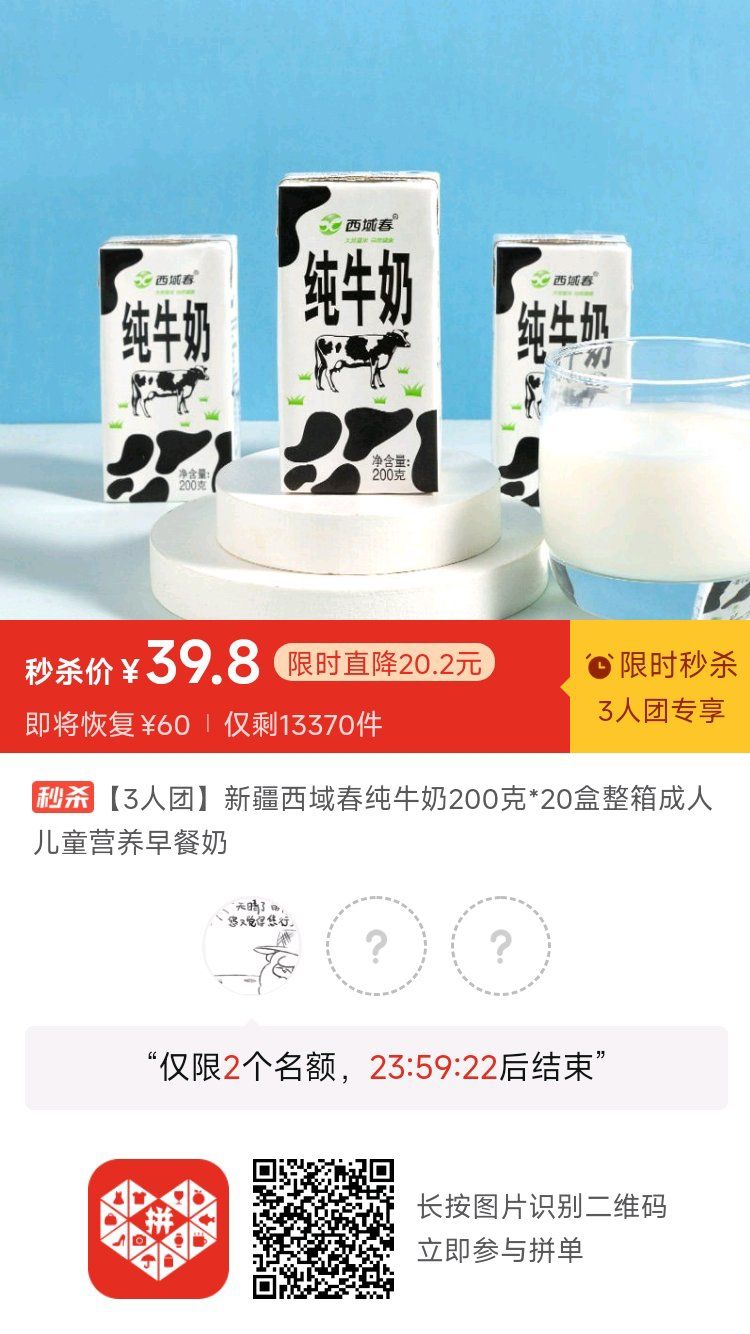 西域春
纯牛奶
净含量:
200克
西域春
纯牛奶
净含量:
200克
西域春
纯牛奶
秒杀价¥39.8 限时直降20.2元
即将恢复¥60 | 仅剩13370件
限时秒杀
3人团专享
秒杀【3人团】新疆西域春纯牛奶200克*20盒整箱成人
儿童营养早餐奶
?
?
“仅限2个名额，23:59:22后结束”
拼
长按图片识别二维码
立即参与拼单